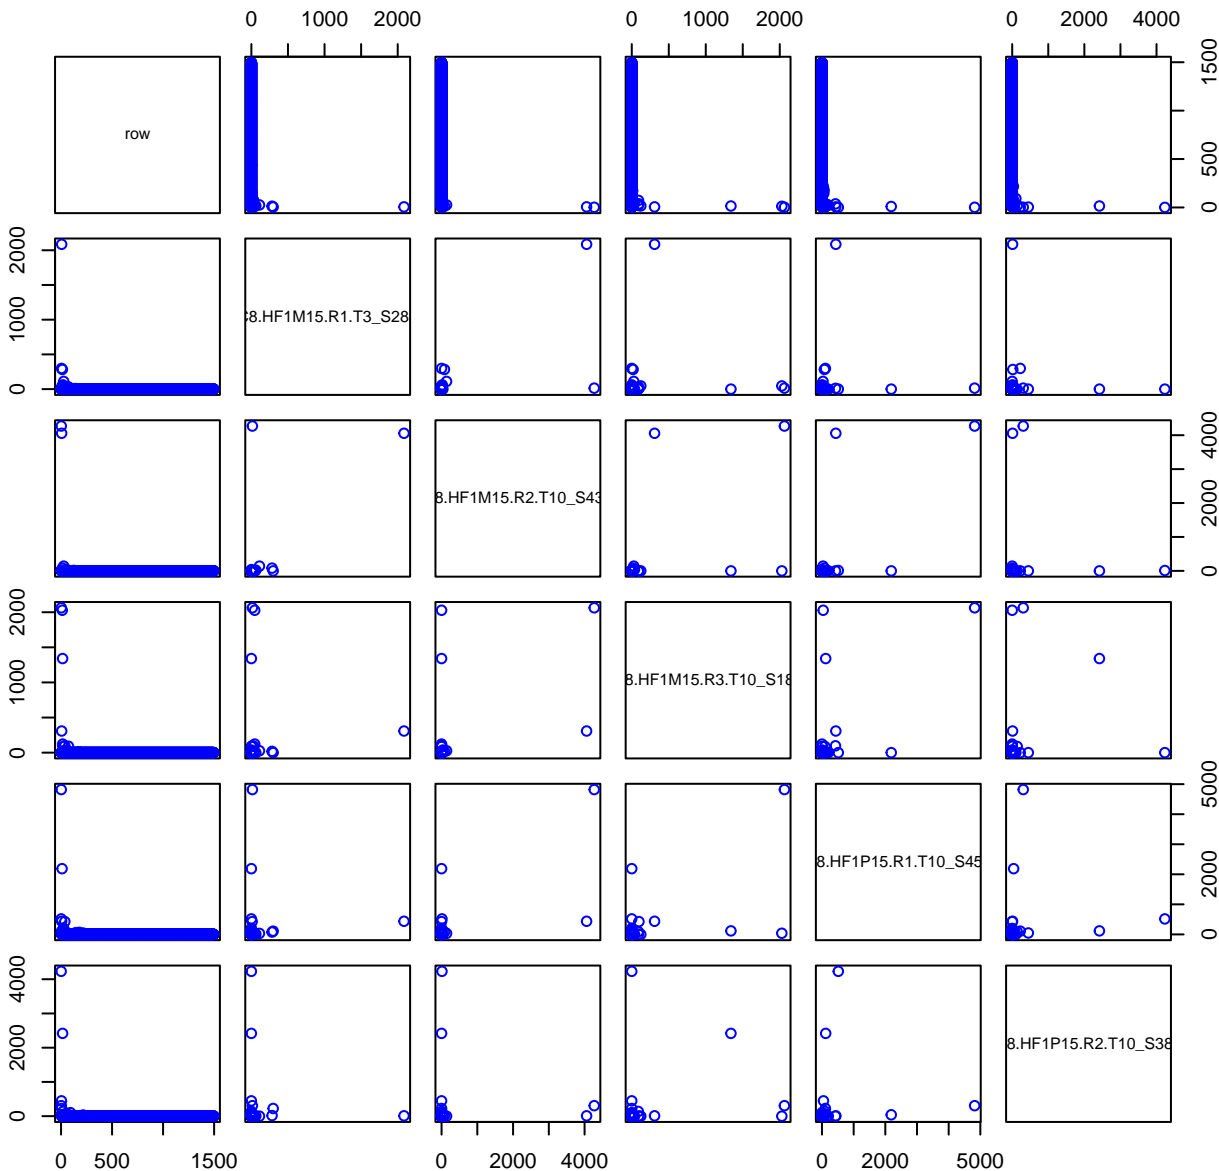 0 1000 2000 0 1000 2000 0 2000 4000
row
0 500 1500
0 1000 2000
8.HF1M15.R1.T3_S28
8.HF1M15.R2.T10_S43
0 2000 4000
0 1000 2000
8.HF1M15.R3.T10_S18
8.HF1P15.R1.T10_S45
0 2000 5000
0 2000 4000
8.HF1P15.R2.T10_S38
0 500 1500 0 2000 4000 0 2000 5000